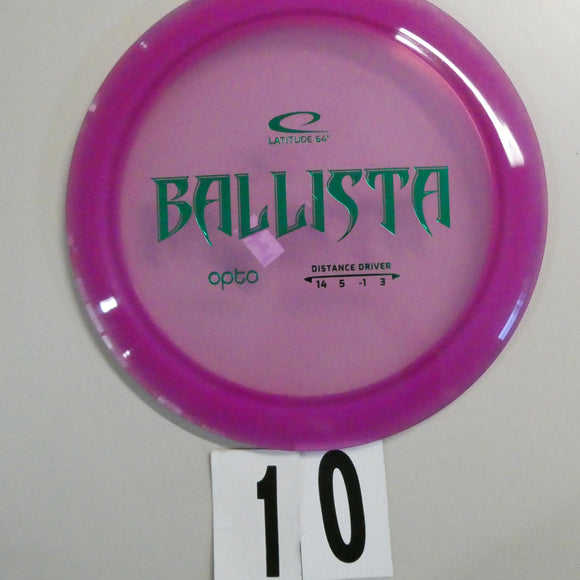 LATITUDE 64°
BALLISTA
opto
DISTANCE DRIVER
14 5 -1 3
10